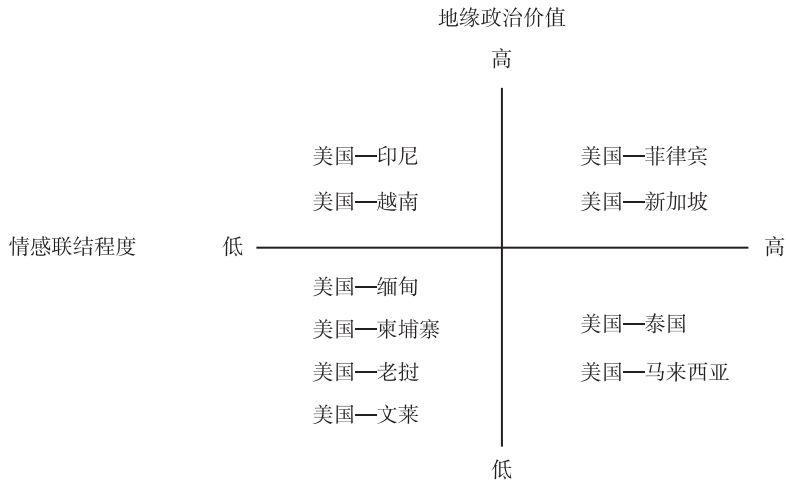 地缘政治价值
高
美国—印尼
美国—菲律宾
美国—越南
美国—新加坡
情感联结程度
低
高
美国—缅甸
美国—柬埔寨
美国—泰国
美国—老挝
美国—马来西亚
美国—文莱
低